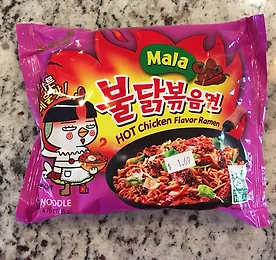 Mala
불닭볶음면
HOT Chicken Flavor Ramen
$ 1.69
NOODLE